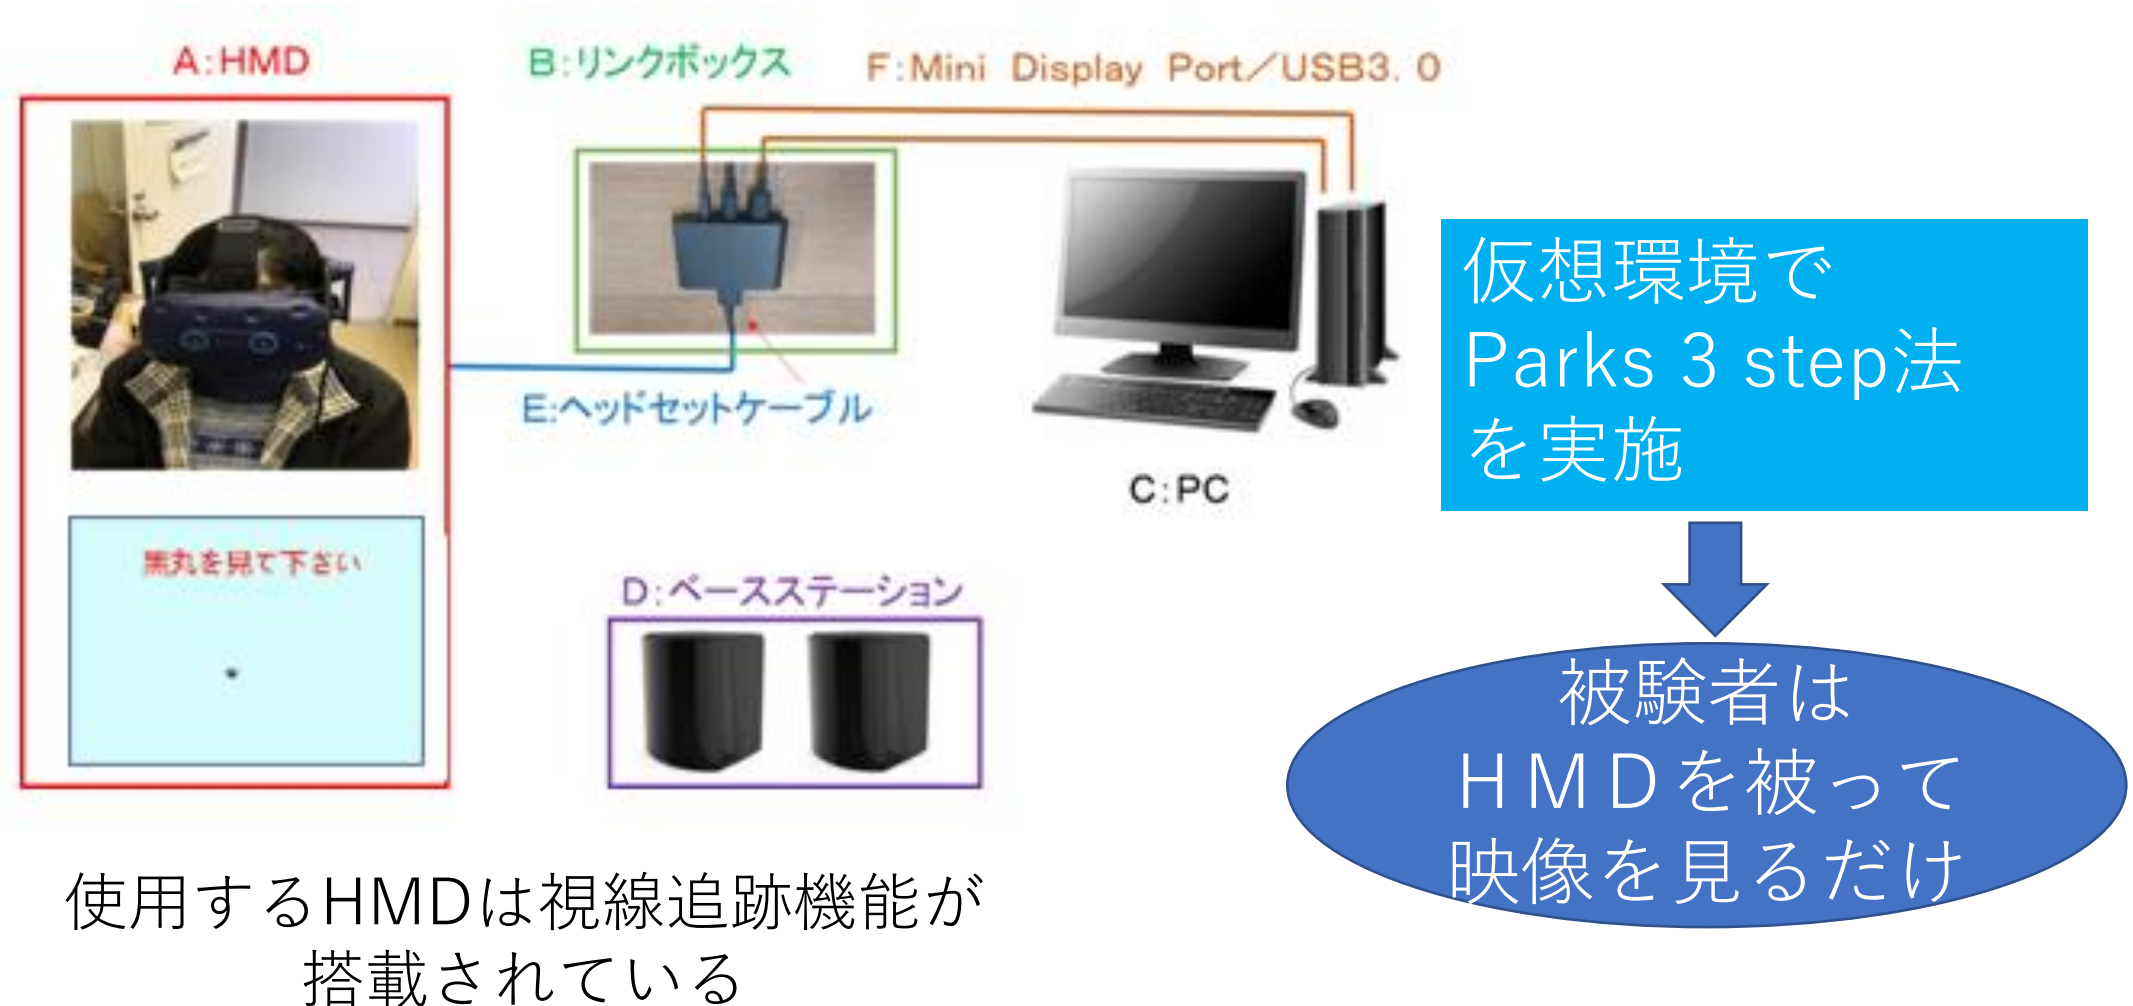 A:HMD
B:リンクボックス
F:Mini Display Port／USB3.0
E:ヘッドセットケーブル
C:PC
黒丸を見て下さい
D:ベースステーション
仮想環境で
Parks 3 step法
を実施
被験者は
ＨＭＤを被って
映像を見るだけ
使用するHMDは視線追跡機能が
搭載されている